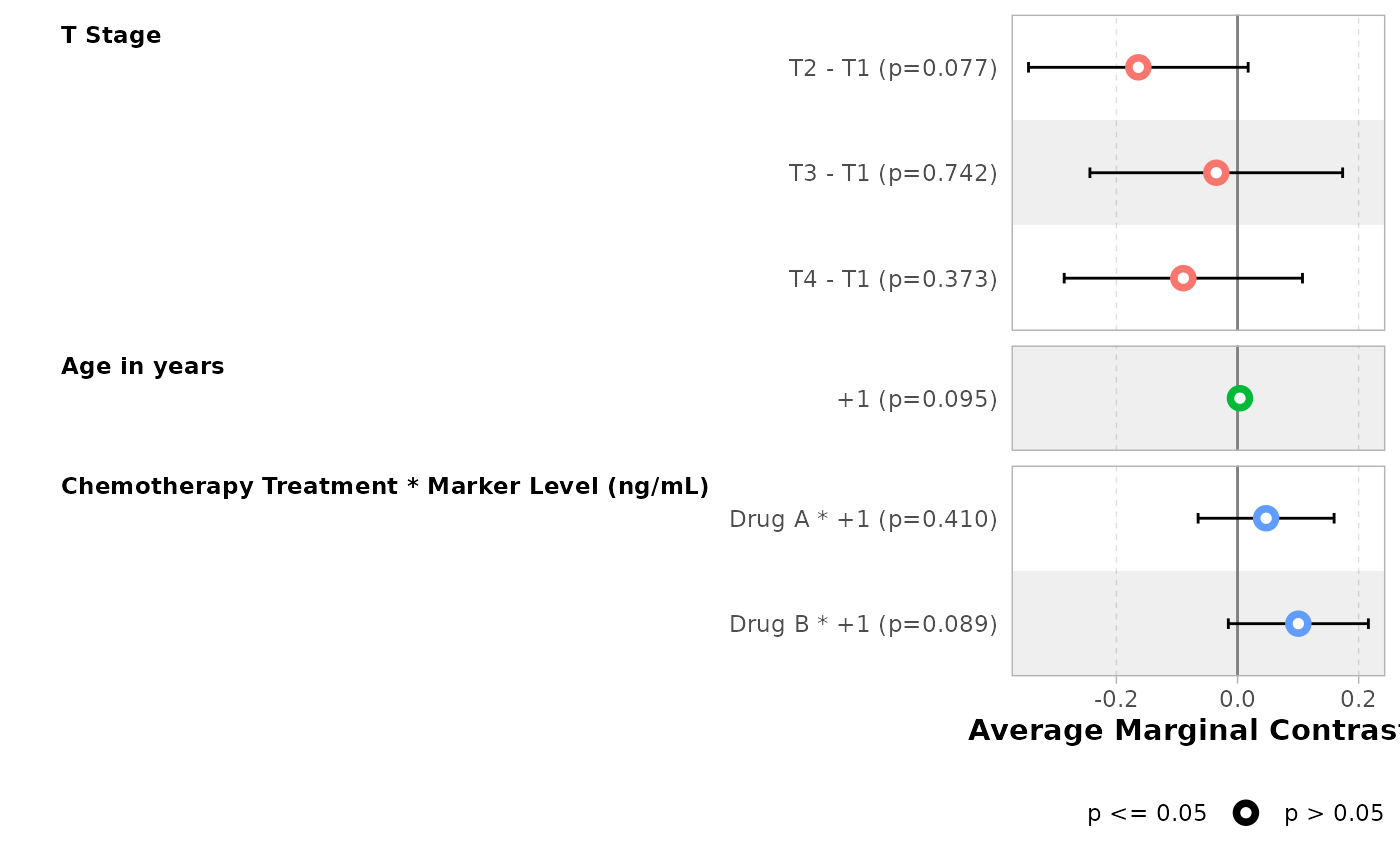 T Stage
T2 - T1 (p=0.077)
T3 - T1 (p=0.742)
T4 - T1 (p=0.373)
Age in years
+1 (p=0.095)
Chemotherapy Treatment * Marker Level (ng/mL)
Drug A * +1 (p=0.410)
Drug B * +1 (p=0.089)
-0.2 0.0 0.2
Average Marginal Contrast
p <= 0.05 p > 0.05